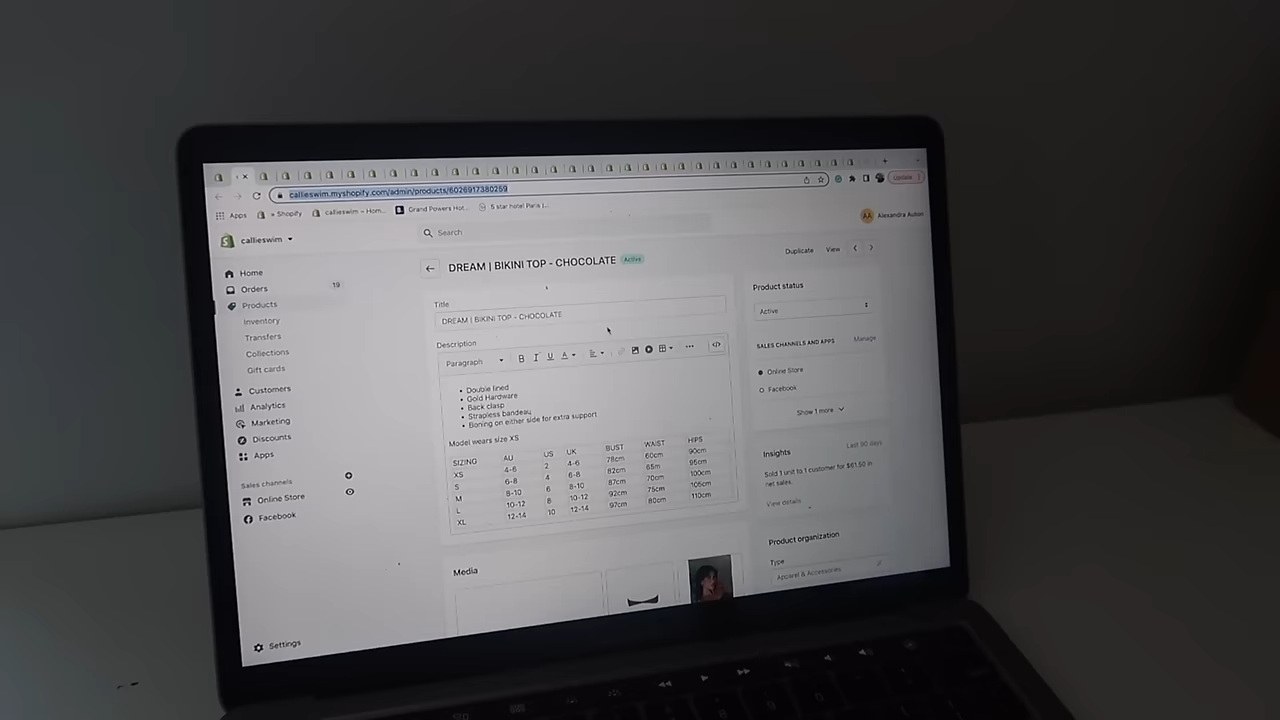 callieswim.myshopify.com/admin/products/6026917380259
Update
Apps
Shopify
callieswim – Hom...
Grand Powers Hot...
5 star hotel Paris |...
callieswim
Search
Alexandra
Home
Orders
19
Products
Inventory
Transfers
Collections
Gift cards
Customers
Analytics
Marketing
Discounts
Apps
Sales channels
Online Store
Facebook
Settings
DREAM | BIKINI TOP - CHOCOLATE
Active
Duplicate
View
Title
DREAM | BIKINI TOP - CHOCOLATE
Description
Paragraph
B I U A
• Double lined
• Gold Hardware
• Back clasp
• Strapless bandeau
• Boning on either side for extra support
Model wears size XS
SIZING AU US UK BUST WAIST HIPS
XS 4-6 2 4-6 78cm 60cm 90cm
S 6-8 4 6-8 82cm 65m 95cm
M 8-10 6 8-10 87cm 70cm 100cm
L 10-12 8 10-12 92cm 75cm 105cm
XL 12-14 10 12-14 97cm 80cm 110cm
Media
Product status
Active
SALES CHANNELS AND APPS
Manage
Online Store
Facebook
Show 1 more
Insights
Last 90 days
Sold 1 unit to 1 customer for $61.50 in
net sales.
View details
Product organization
Type
Apparel & Accessories